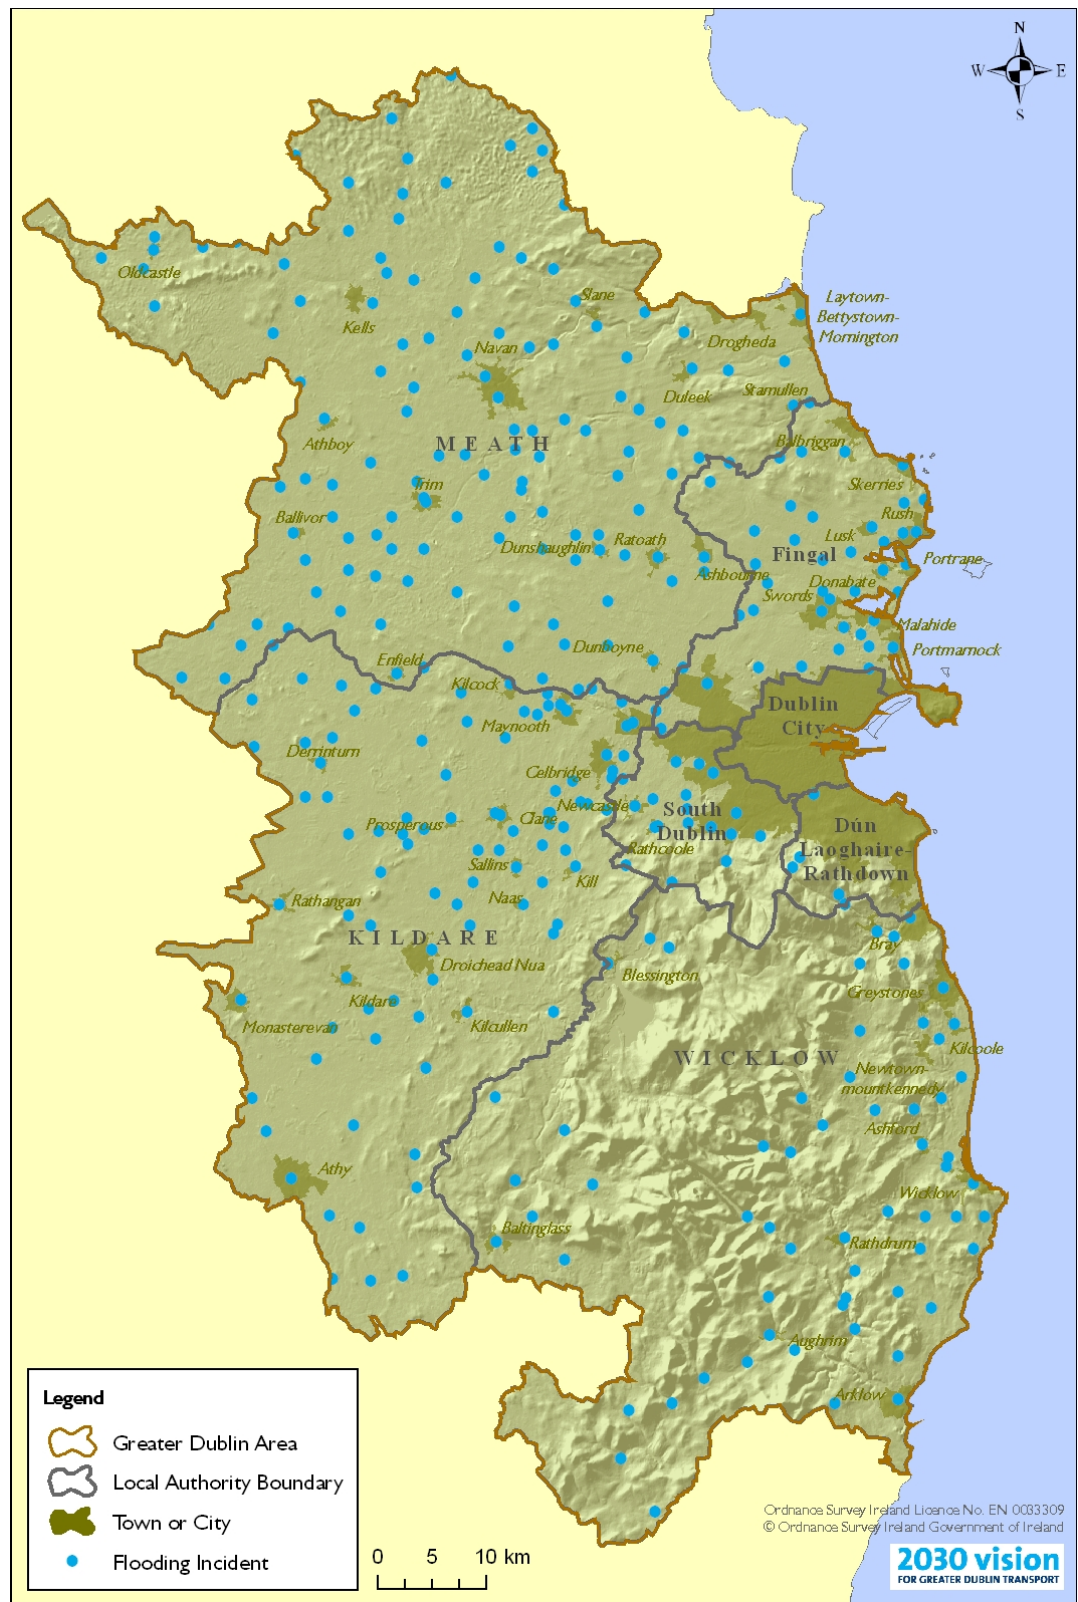 N
W E
S
Oldcastle
Kells
Slane
Laytown-
Bettystown-
Mornington
Drogheda
Navan
Duleek
Stamullen
Athboy
MEATH
Balbriggan
Trim
Skerries
Ballivor
Rush
Dunshaughlin
Ratoath
Lusk
Fingal
Portrane
Ashbourne
Donabate
Swords
Malahide
Dunboyne
Portmarnock
Enfield
Kilcock
Dublin
City
Maynooth
Derrinturn
Celbridge
Newcastle
South
Dublin
Prosperous
Clane
Dún
Laoghaire-
Rathdown
Rathcoole
Sallins
Kill
Rathangan
Naas
KILDARE
Bray
Droichead Nua
Blessington
Greystones
Kildare
Monasterevan
Kilcullen
Kilcoole
WICKLOW
Newtown-
mountkennedy
Ashford
Athy
Wicklow
Baltinglass
Rathdrum
Aughrim
Arklow
Legend
Greater Dublin Area
Local Authority Boundary
Town or City
Flooding Incident
0 5 10 km
Ordnance Survey Ireland Licence No. EN 0033309
© Ordnance Survey Ireland Government of Ireland
2030 vision
FOR GREATER DUBLIN TRANSPORT